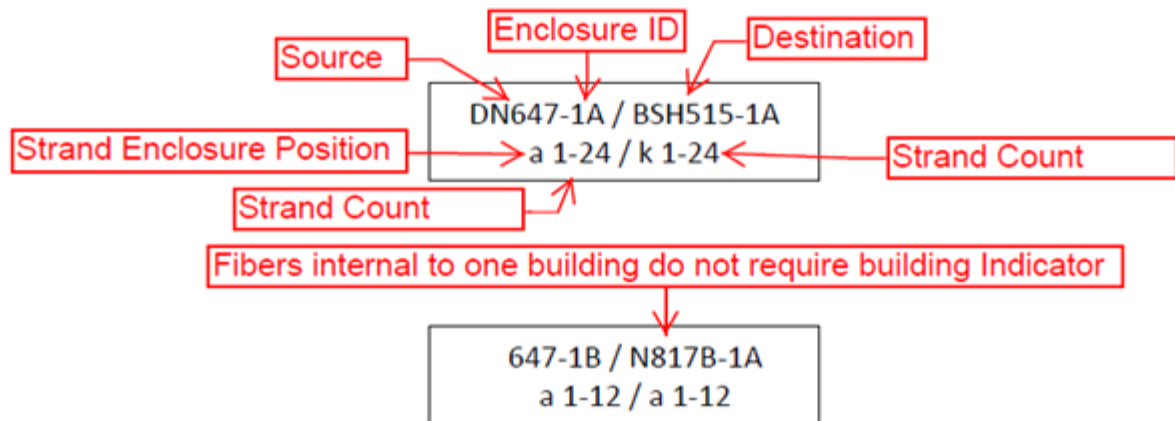 Enclosure ID
Source
Destination
DN647-1A / BSH515-1A
Strand Enclosure Position
a 1-24 / k 1-24
Strand Count
Strand Count
Fibers internal to one building do not require building Indicator
647-1B / N817B-1A
a 1-12 / a 1-12